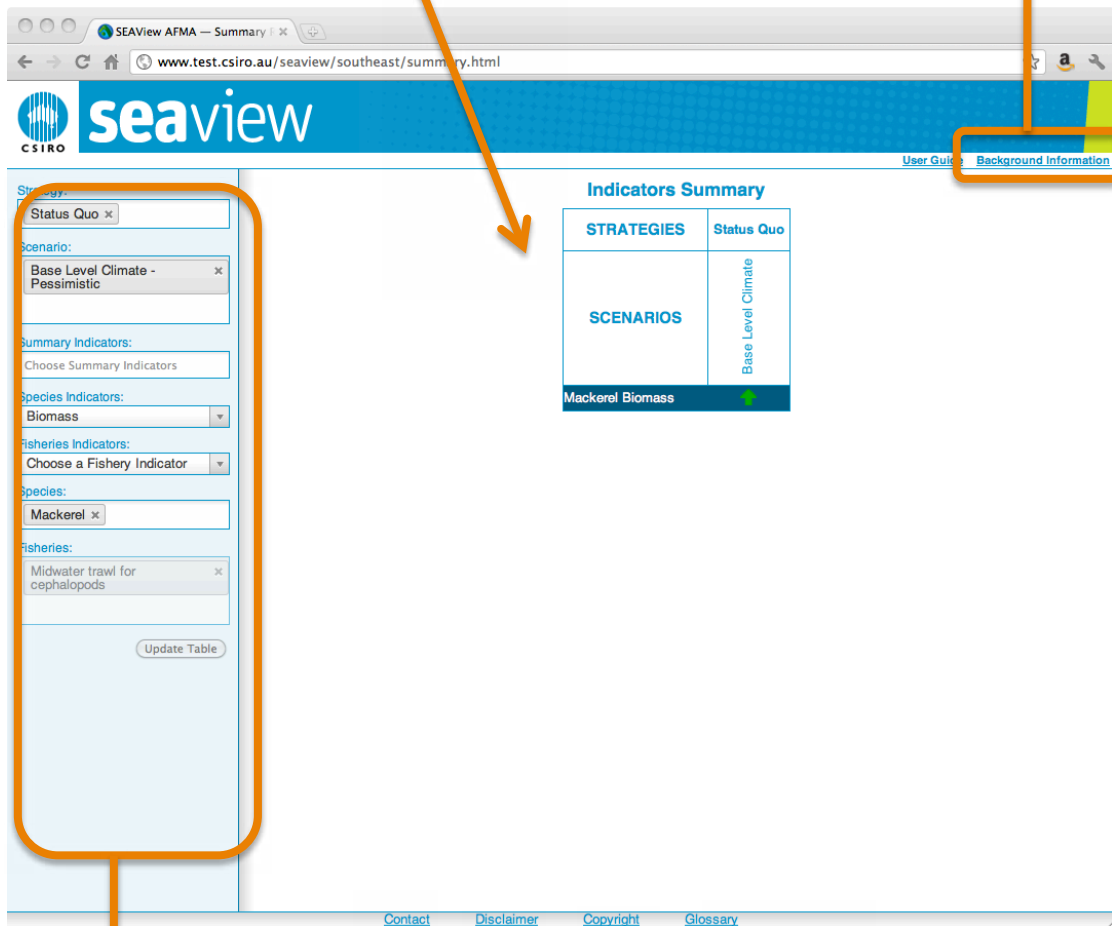 SEAView AFMA — Summary
www.test.csiro.au/seaview/southeast/summary.html
CSIRO
seaview
User Guide Background Information
Strategy:
Status Quo ×
Scenario:
Base Level Climate - ×
Pessimistic
Summary Indicators:
Choose Summary Indicators
Species Indicators:
Biomass
Fisheries Indicators:
Choose a Fishery Indicator
Species:
Mackerel ×
Fisheries:
Midwater trawl for ×
cephalopods
Update Table
Indicators Summary
STRATEGIES Status Quo
SCENARIOS Base Level Climate
Mackerel Biomass
Contact Disclaimer Copyright Glossary